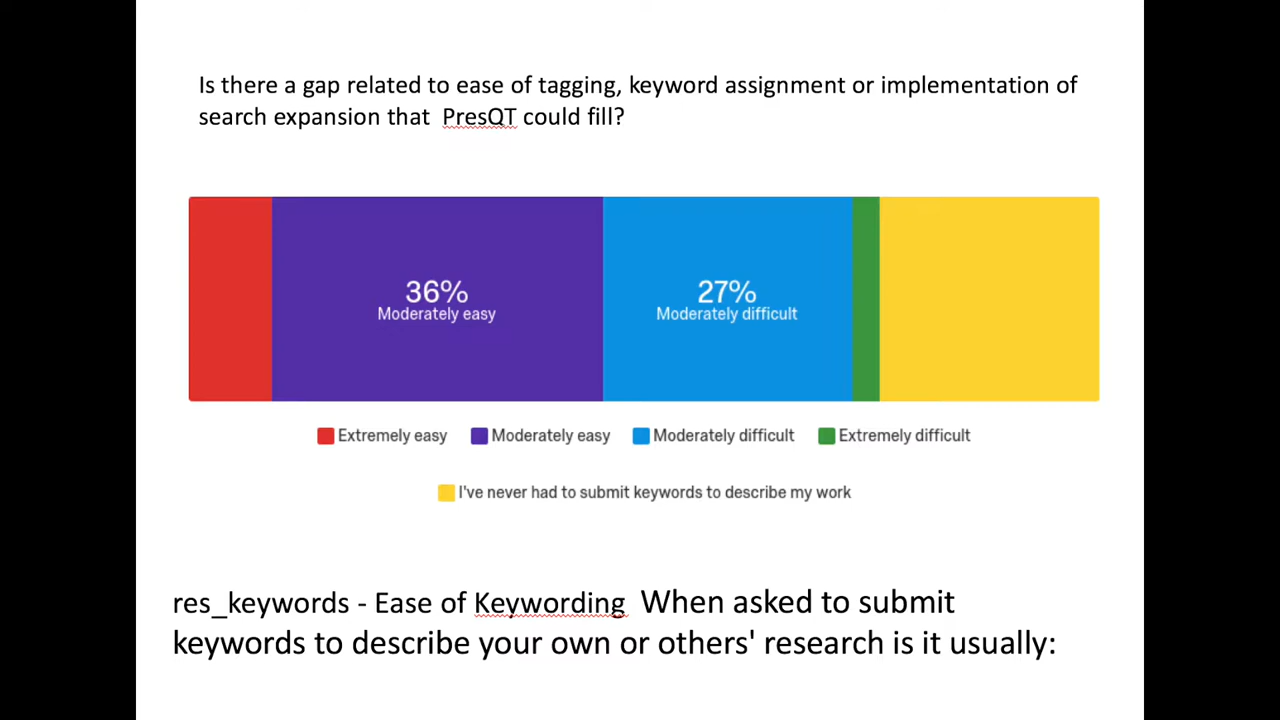 Is there a gap related to ease of tagging, keyword assignment or implementation of
search expansion that PresQT could fill?
36%
Moderately easy
27%
Moderately difficult
Extremely easy
Moderately easy
Moderately difficult
Extremely difficult
I've never had to submit keywords to describe my work
res_keywords - Ease of Keywording When asked to submit
keywords to describe your own or others' research is it usually: